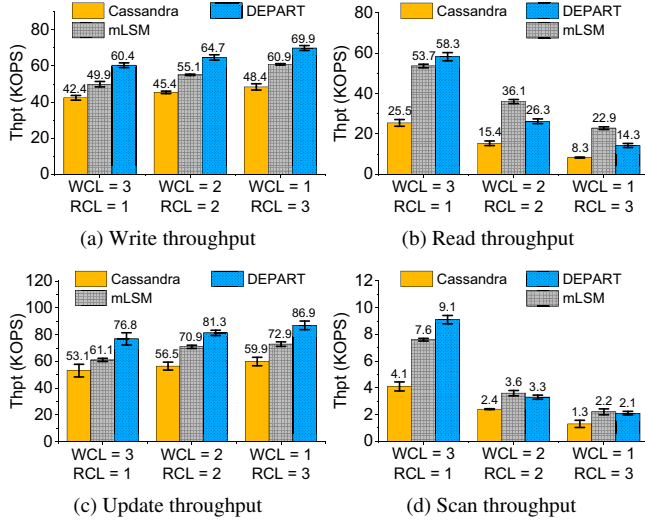 Cassandra DEPART
mLSM
Thpt (KOPS)
80
60
40
20
0
42.4 49.9 60.4
45.4 55.1 64.7
48.4 60.9 69.9
WCL = 3 WCL = 2 WCL = 1
RCL = 1 RCL = 2 RCL = 3
(a) Write throughput
Cassandra DEPART
mLSM
Thpt (KOPS)
80
60
40
20
0
25.5 53.7 58.3
15.4 36.1 26.3
8.3 22.9 14.3
WCL = 3 WCL = 2 WCL = 1
RCL = 1 RCL = 2 RCL = 3
(b) Read throughput
Cassandra DEPART
mLSM
Thpt (KOPS)
120
100
80
60
40
20
0
53.1 61.1 76.8
56.5 70.9 81.3
59.9 72.9 86.9
WCL = 3 WCL = 2 WCL = 1
RCL = 1 RCL = 2 RCL = 3
(c) Update throughput
Cassandra DEPART
mLSM
Thpt (KOPS)
12
10
8
6
4
2
0
4.1 7.6 9.1
2.4 3.6 3.3
1.3 2.2 2.1
WCL = 3 WCL = 2 WCL = 1
RCL = 1 RCL = 2 RCL = 3
(d) Scan throughput